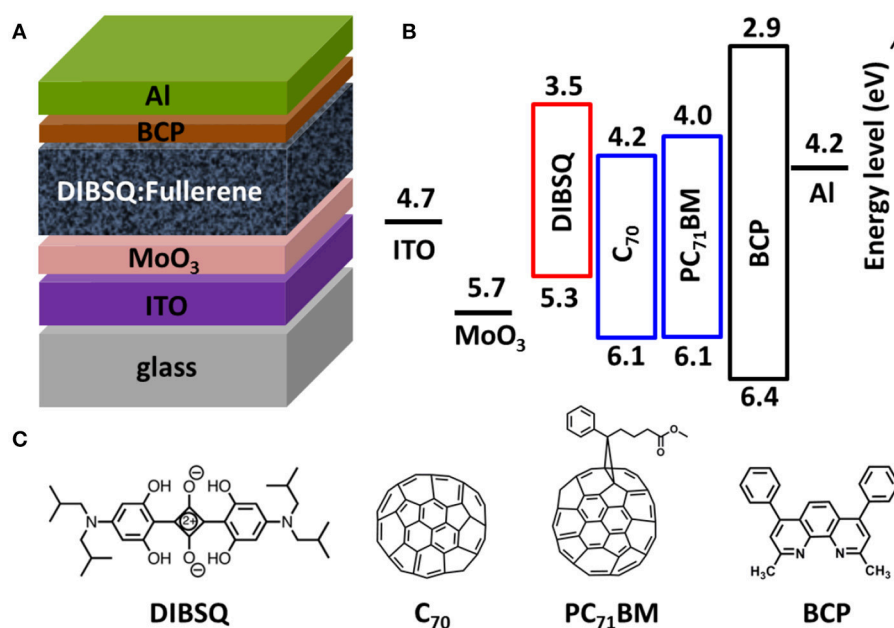 A
Al
BCP
DIBSQ:Fullerene
MoO₃
ITO
glass
B
4.7
ITO
5.7
MoO₃
3.5
DIBSQ
5.3
4.2
C₇₀
6.1
4.0
PC₇₁BM
6.1
2.9
BCP
6.4
4.2
Al
Energy level (eV)
C
N
OH
O
⊖
OH
2+
OH
O
⊖
OH
N
DIBSQ
C₇₀
O
O
PC₇₁BM
N
N
CH₃
CH₃
BCP